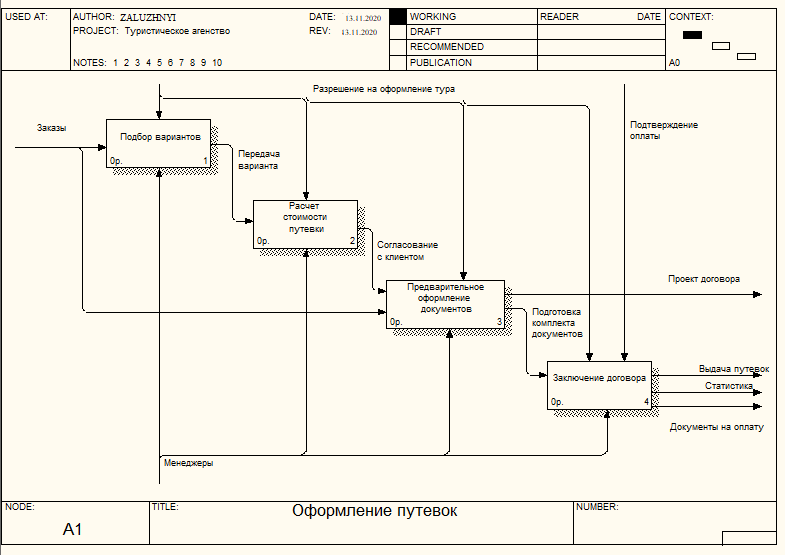 USED AT:
AUTHOR: ZALUZHNYI
DATE: 13.11.2020
WORKING
READER
DATE
CONTEXT:
PROJECT: Туристическое агенство
REV: 13.11.2020
DRAFT
RECOMMENDED
NOTES: 1 2 3 4 5 6 7 8 9 10
PUBLICATION
A0
Разрешение на оформление тура
Заказы
Подтверждение
оплаты
Подбор вариантов
0р.
1
Передача
варианта
Расчет
стоимости
путевки
0р.
2
Согласование
с клиентом
Предварительное
оформление
документов
0р.
3
Проект договора
Подготовка
комплекта
документов
Заключение договора
0р.
4
Выдача путевок
Статистика
Документы на оплату
Менеджеры
NODE:
A1
TITLE:
Оформление путевок
NUMBER: